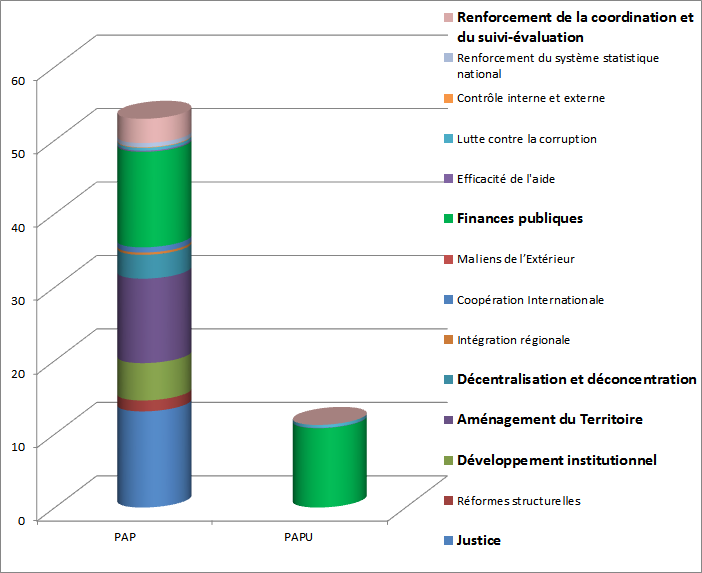 60
50
40
30
20
10
0
PAP
PAPU
Renforcement de la coordination et
du suivi-évaluation
Renforcement du système statistique
national
Contrôle interne et externe
Lutte contre la corruption
Efficacité de l'aide
Finances publiques
Maliens de l’Extérieur
Coopération Internationale
Intégration régionale
Décentralisation et déconcentration
Aménagement du Territoire
Développement institutionnel
Réformes structurelles
Justice